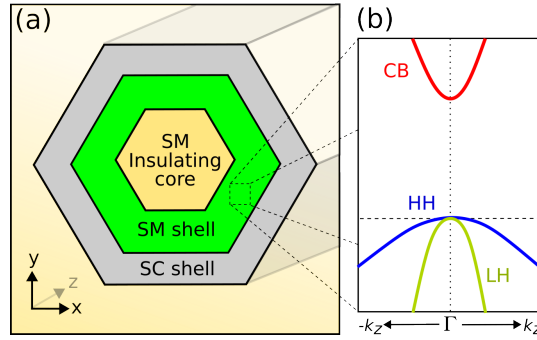 (a)
SM
Insulating
core
SM shell
SC shell
y
z
x
(b)
CB
HH
LH
-kz Γ kz